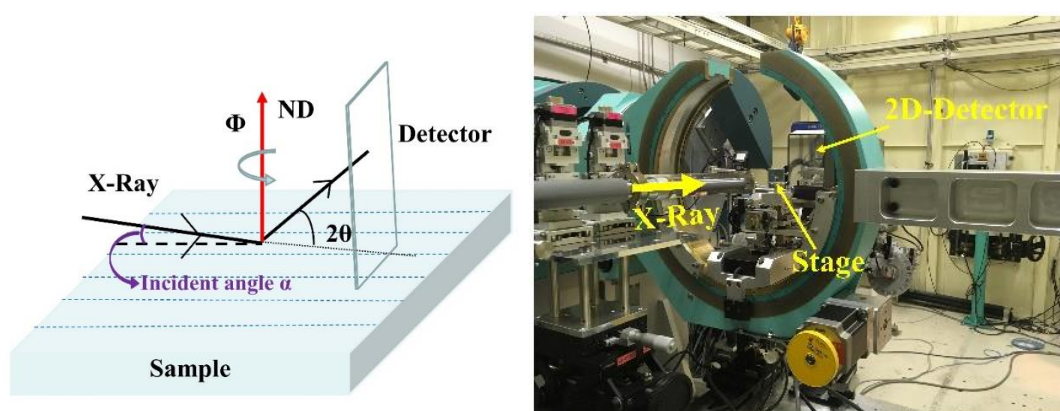 Φ
ND
Detector
X-Ray
2θ
Incident angle α
Sample
2D-Detector
X-Ray
Stage